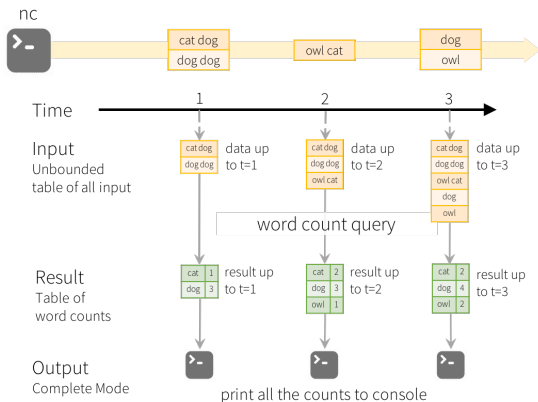 nc
cat dog
dog dog
owl cat
dog
owl
Time
1
2
3
Input
Unbounded
table of all input
cat dog
dog dog
data up
to t=1
cat dog
dog dog
owl cat
data up
to t=2
cat dog
dog dog
owl cat
dog
owl
data up
to t=3
word count query
Result
Table of
word counts
cat 1
dog 3
result up
to t=1
cat 2
dog 3
owl 1
result up
to t=2
cat 2
dog 4
owl 2
result up
to t=3
Output
Complete Mode
print all the counts to console